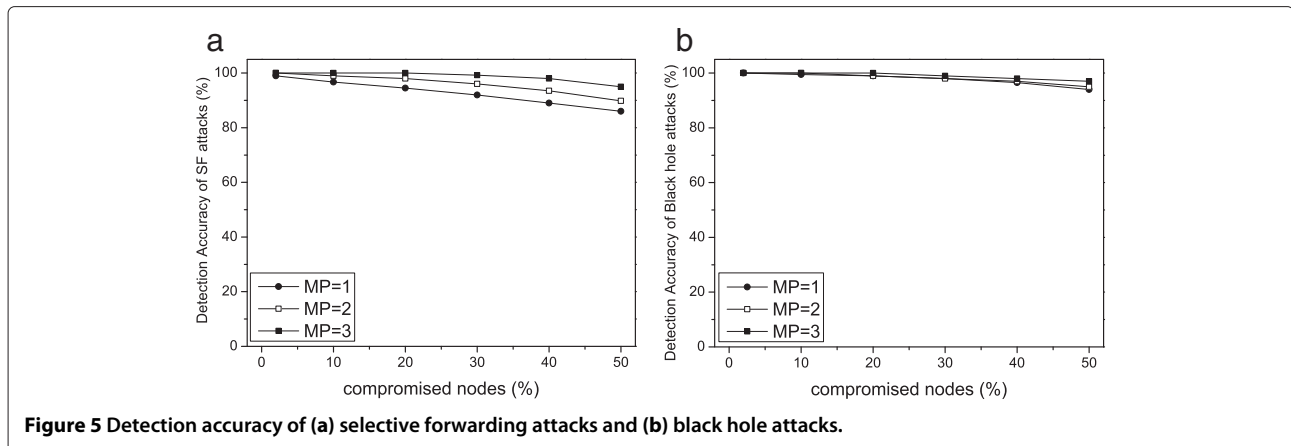 a
Detection Accuracy of SF attacks (%)
100
80
60
40
20
0
MP=1
MP=2
MP=3
0 10 20 30 40 50
compromised nodes (%)
b
Detection Accuracy of Black hole attacks (%)
100
80
60
40
20
0
MP=1
MP=2
MP=3
0 10 20 30 40 50
compromised nodes (%)
Figure 5 Detection accuracy of (a) selective forwarding attacks and (b) black hole attacks.